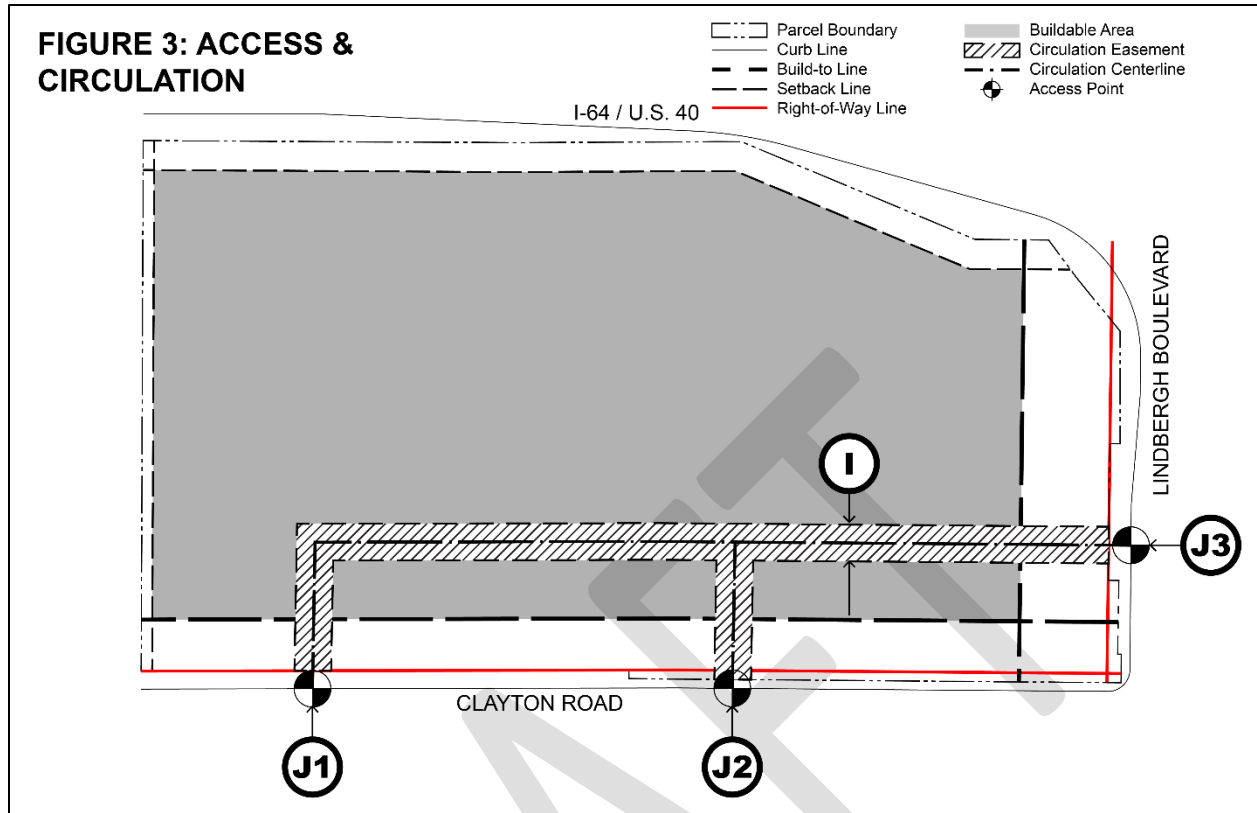 FIGURE 3: ACCESS &
CIRCULATION
Parcel Boundary
Curb Line
Build-to Line
Setback Line
Right-of-Way Line
Buildable Area
Circulation Easement
Circulation Centerline
Access Point
I-64 / U.S. 40
LINDBERGH BOULEVARD
I
J3
CLAYTON ROAD
J1
J2